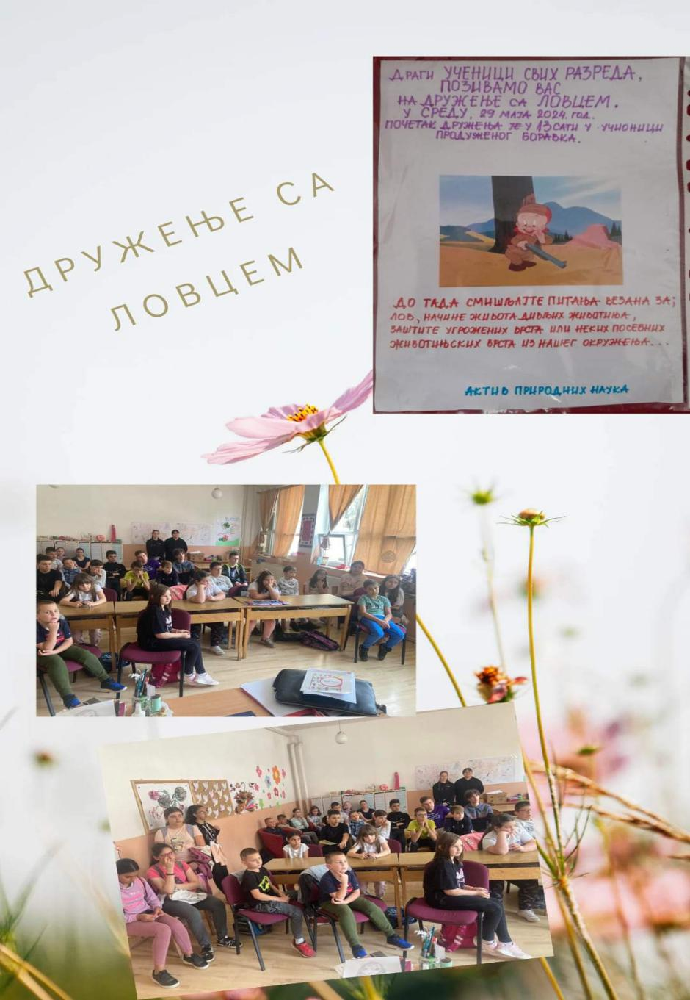 ДРУЖЕЊЕ СА
ЛОВЦЕМ
ДРАГИ УЧЕНИЦИ СВИХ РАЗРЕДА,
ПОЗИВАМО ВАС
НА ДРУЖЕЊЕ СА ЛОВЦЕМ.
У СРЕДУ, 29 МАЈА 2024. ГОД.
ПОЧЕТАК ДРУЖЕЊА ЈЕ У 13 САТИ У УЧИОНИЦИ
ПРОДУЖЕНОГ БОРАВКА.
ДО ТАДА СМИШЉАЈТЕ ПИТАЊА ВЕЗАНА ЗА;
ЛОВ, НАЧИНЕ ЖИВОТА ДИВЉИХ ЖИВОТИЊА,
ЗАШТИТЕ УГРОЖЕНИХ ВРСТА ИЛИ НЕКИХ ПОСЕБНИХ
ЖИВОТИЊСКИХ ВРСТА ИЗ НАШЕГ ОКРУЖЕЊА...
АКТИВ ПРИРОДНИХ НАУКА